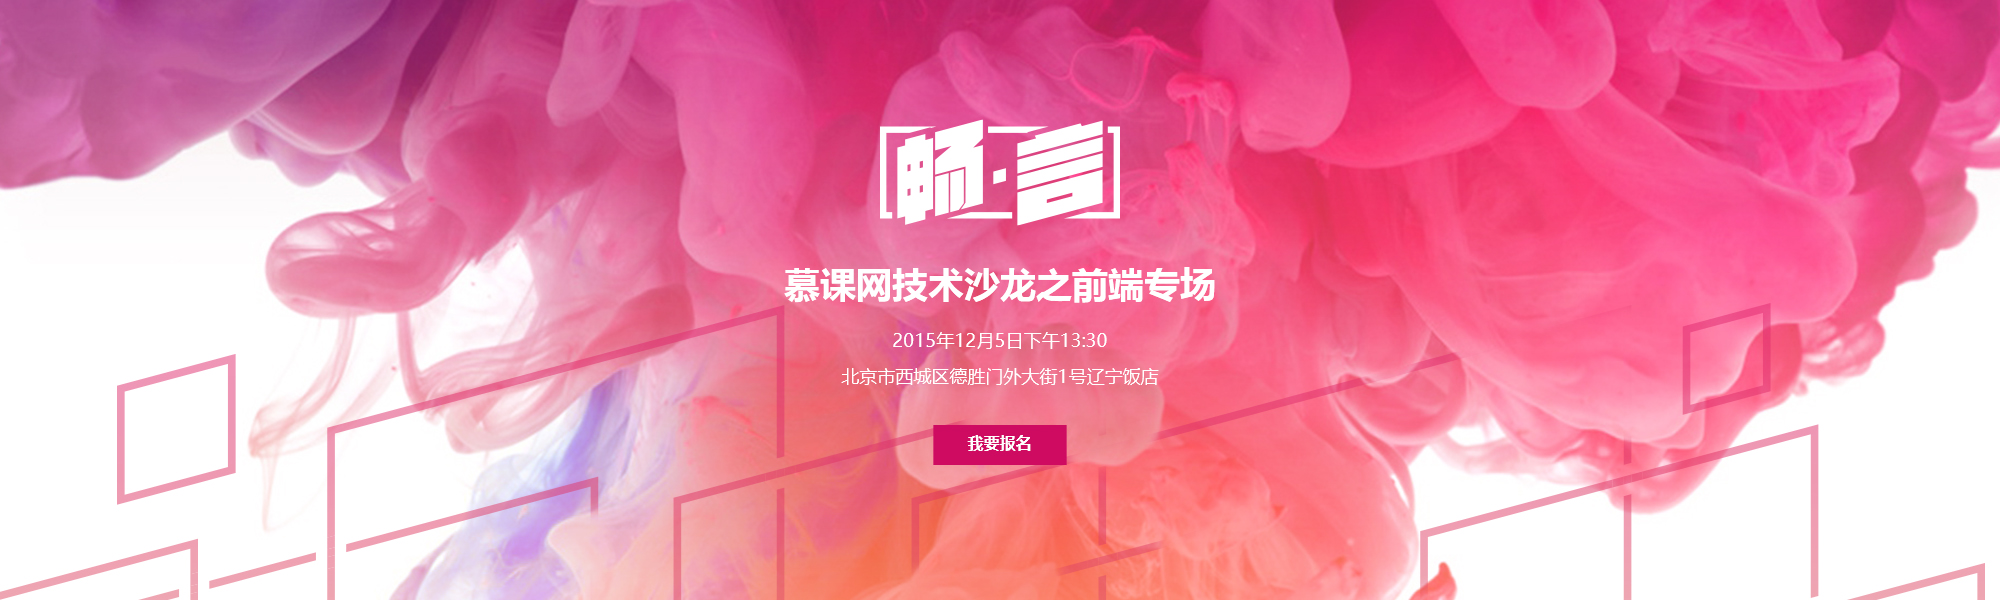 畅·言
慕课网技术沙龙之前端专场
2015年12月5日下午13:30
北京市西城区德胜门外大街1号辽宁饭店
我要报名